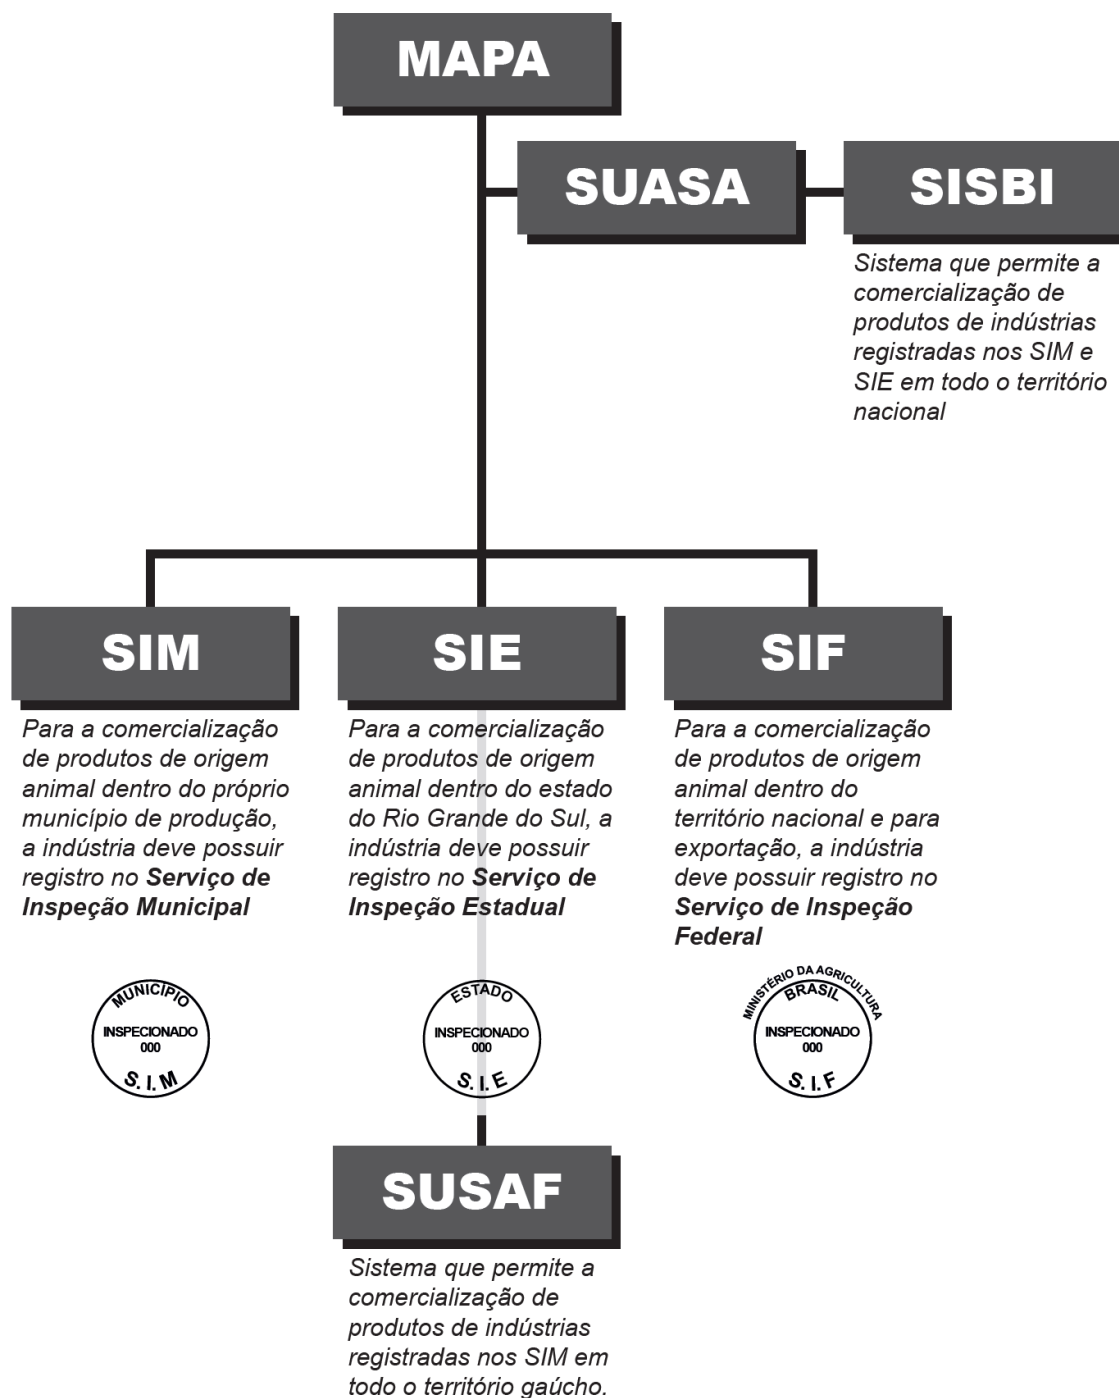 MAPA
SUASA
SISBI
Sistema que permite a
comercialização de
produtos de indústrias
registradas nos SIM e
SIE em todo o território
nacional
SIM
Para a comercialização
de produtos de origem
animal dentro do próprio
município de produção,
a indústria deve possuir
registro no Serviço de
Inspeção Municipal
MUNICÍPIO
INSPECIONADO
000
S. I. M
SIE
Para a comercialização
de produtos de origem
animal dentro do estado
do Rio Grande do Sul, a
indústria deve possuir
registro no Serviço de
Inspeção Estadual
ESTADO
INSPECIONADO
000
S. I. E
SIF
Para a comercialização
de produtos de origem
animal dentro do
território nacional e para
exportação, a indústria
deve possuir registro no
Serviço de Inspeção
Federal
MINISTÉRIO DA AGRICULTURA
BRASIL
INSPECIONADO
000
S. I. F
SUSAF
Sistema que permite a
comercialização de
produtos de indústrias
registradas nos SIM em
todo o território gaúcho.